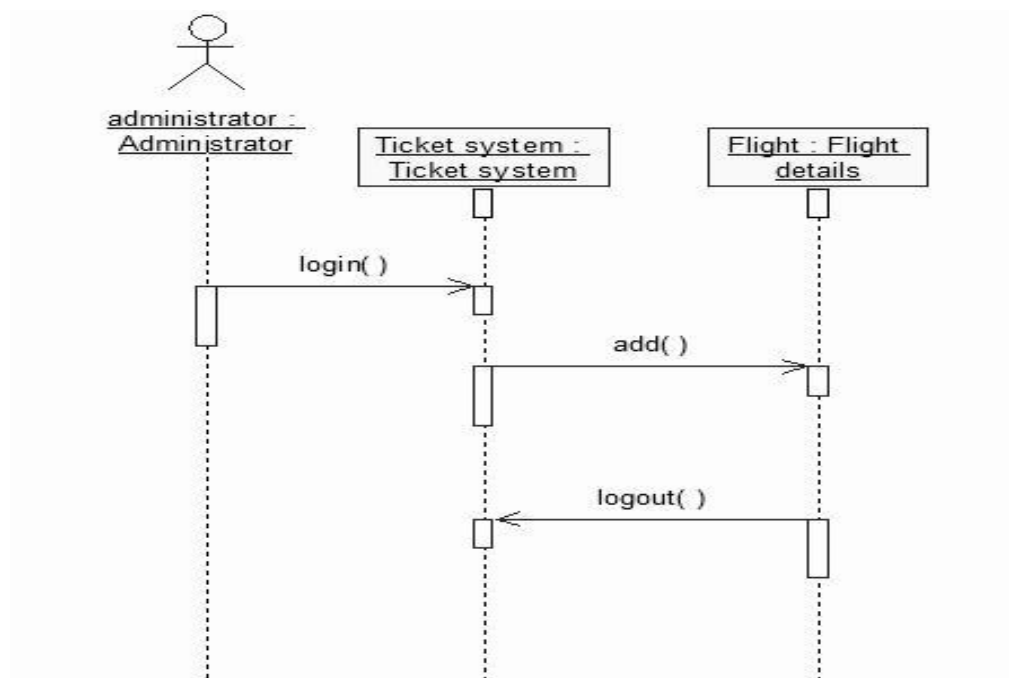 administrator :
Administrator
Ticket system :
Ticket system
Flight : Flight
details
login( )
add( )
logout( )